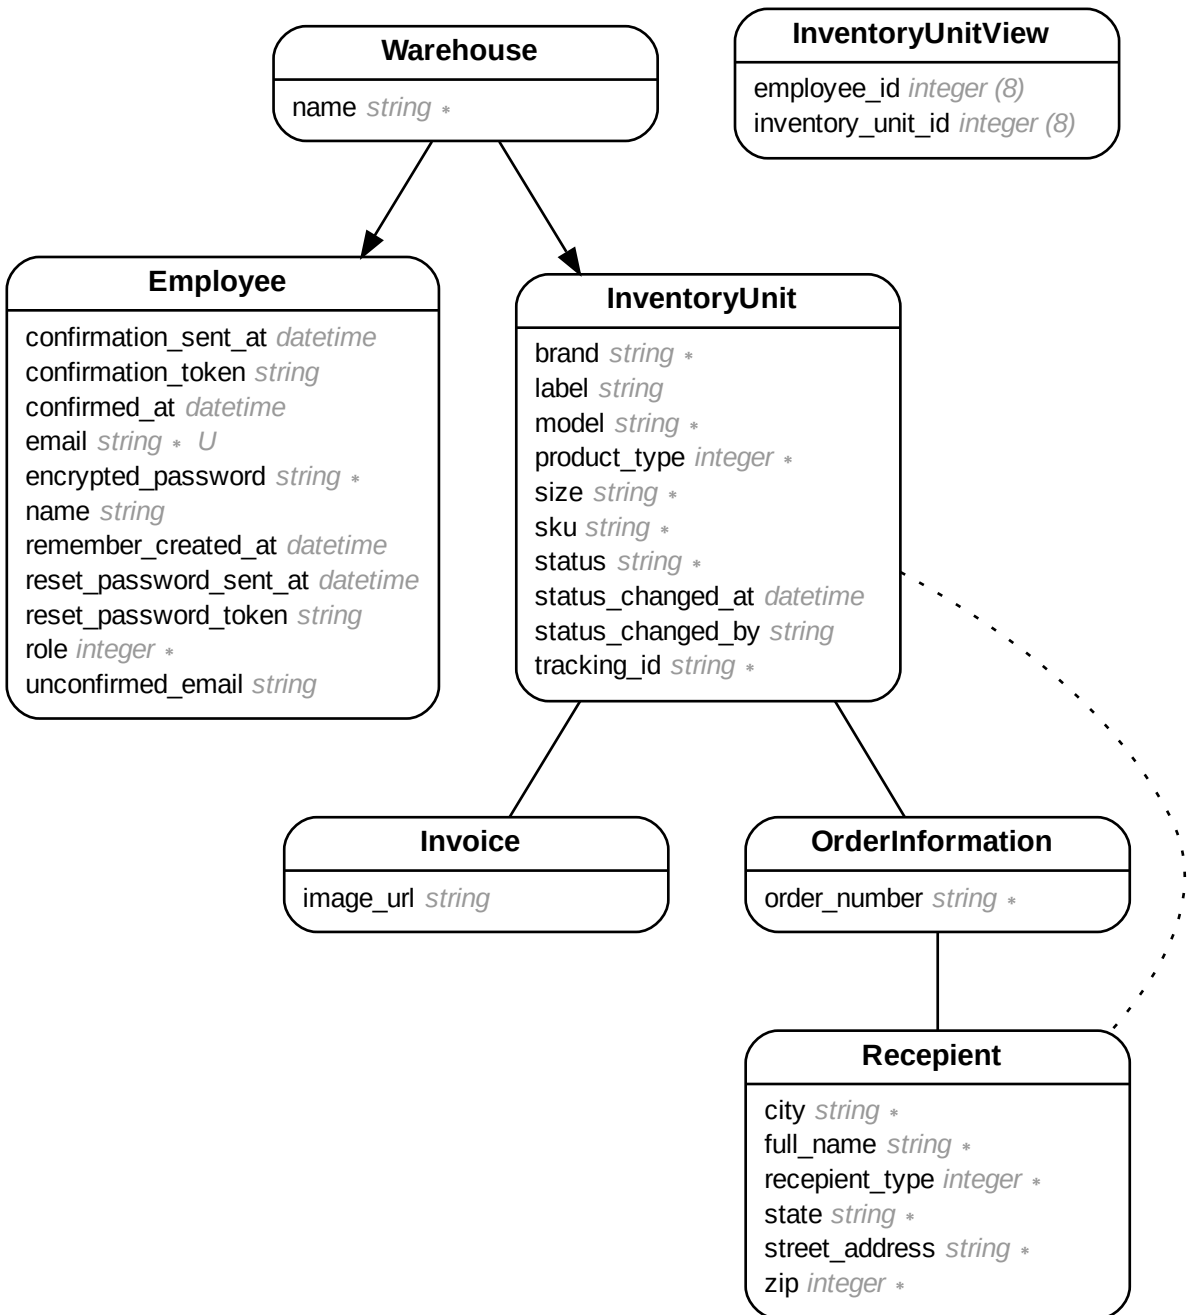 Warehouse
name string *
InventoryUnitView
employee_id integer (8)
inventory_unit_id integer (8)
Employee
confirmation_sent_at datetime
confirmation_token string
confirmed_at datetime
email string * U
encrypted_password string *
name string
remember_created_at datetime
reset_password_sent_at datetime
reset_password_token string
role integer *
unconfirmed_email string
InventoryUnit
brand string *
label string
model string *
product_type integer *
size string *
sku string *
status string *
status_changed_at datetime
status_changed_by string
tracking_id string *
Invoice
image_url string
OrderInformation
order_number string *
Recepient
city string *
full_name string *
recepient_type integer *
state string *
street_address string *
zip integer *